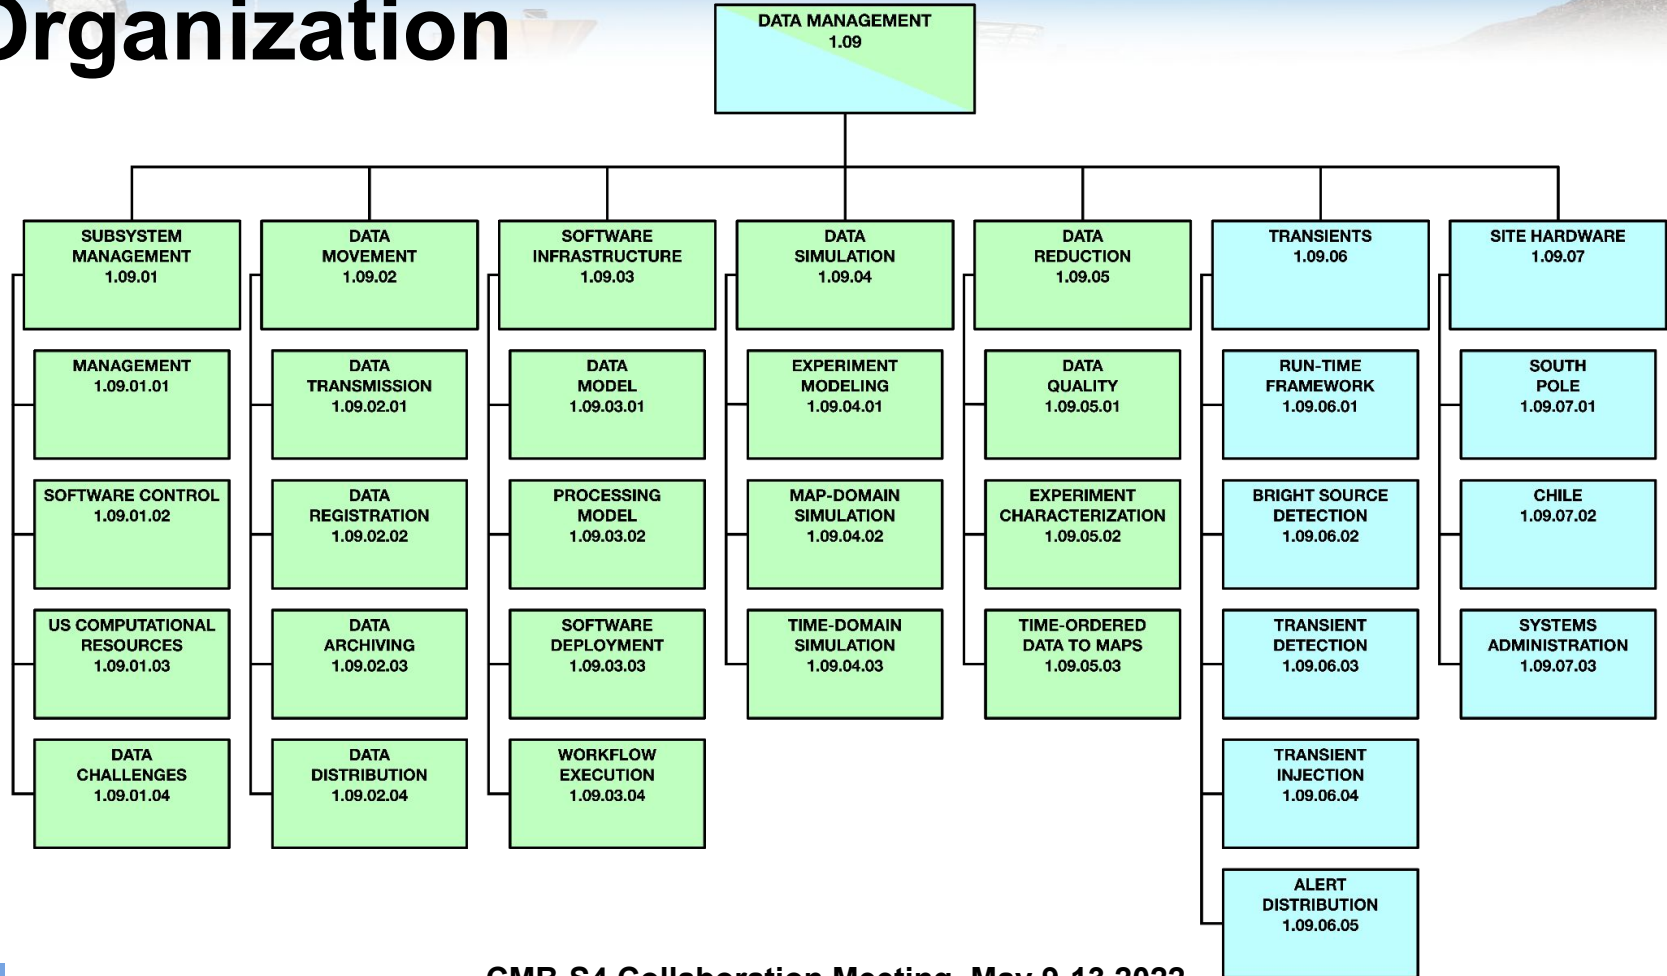 Organization
DATA MANAGEMENT
1.09
SUBSYSTEM
MANAGEMENT
1.09.01
MANAGEMENT
1.09.01.01
SOFTWARE CONTROL
1.09.01.02
US COMPUTATIONAL
RESOURCES
1.09.01.03
DATA
CHALLENGES
1.09.01.04
DATA
MOVEMENT
1.09.02
DATA
TRANSMISSION
1.09.02.01
DATA
REGISTRATION
1.09.02.02
DATA
ARCHIVING
1.09.02.03
DATA
DISTRIBUTION
1.09.02.04
SOFTWARE
INFRASTRUCTURE
1.09.03
DATA
MODEL
1.09.03.01
PROCESSING
MODEL
1.09.03.02
SOFTWARE
DEPLOYMENT
1.09.03.03
WORKFLOW
EXECUTION
1.09.03.04
DATA
SIMULATION
1.09.04
EXPERIMENT
MODELING
1.09.04.01
MAP-DOMAIN
SIMULATION
1.09.04.02
TIME-DOMAIN
SIMULATION
1.09.04.03
DATA
REDUCTION
1.09.05
DATA
QUALITY
1.09.05.01
EXPERIMENT
CHARACTERIZATION
1.09.05.02
TIME-ORDERED
DATA TO MAPS
1.09.05.03
TRANSIENTS
1.09.06
RUN-TIME
FRAMEWORK
1.09.06.01
BRIGHT SOURCE
DETECTION
1.09.06.02
TRANSIENT
DETECTION
1.09.06.03
TRANSIENT
INJECTION
1.09.06.04
ALERT
DISTRIBUTION
1.09.06.05
SITE HARDWARE
1.09.07
SOUTH
POLE
1.09.07.01
CHILE
1.09.07.02
SYSTEMS
ADMINISTRATION
1.09.07.03
CMB-S4 Collaboration Meeting, May 9-13 2022